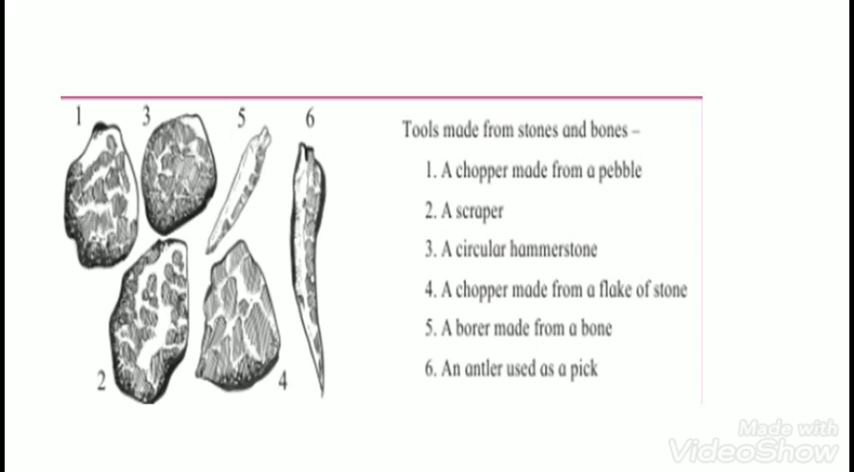 1
3
5
6
2
4
Tools made from stones and bones –
1. A chopper made from a pebble
2. A scraper
3. A circular hammerstone
4. A chopper made from a flake of stone
5. A borer made from a bone
6. An antler used as a pick
Made with
VideoShow